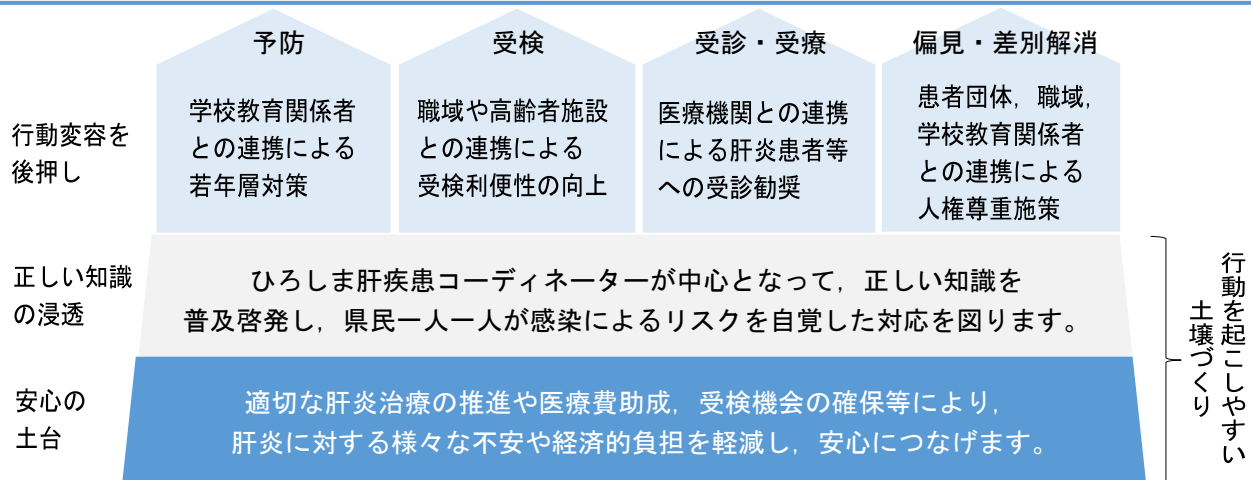 予防
受検
受診・受療
偏見・差別解消
行動変容を
後押し
学校教育関係者
との連携による
若年層対策
職域や高齢者施設
との連携による
受検利便性の向上
医療機関との連携
による肝炎患者等
への受診勧奨
患者団体，職域，
学校教育関係者
との連携による
人権尊重施策
正しい知識
の浸透
ひろしま肝疾患コーディネーターが中心となって，正しい知識を
普及啓発し，県民一人一人が感染によるリスクを自覚した対応を図ります。
安心の
土台
適切な肝炎治療の推進や医療費助成，受検機会の確保等により，
肝炎に対する様々な不安や経済的負担を軽減し，安心につなげます。
行動を起こしやすい
土壌づくり